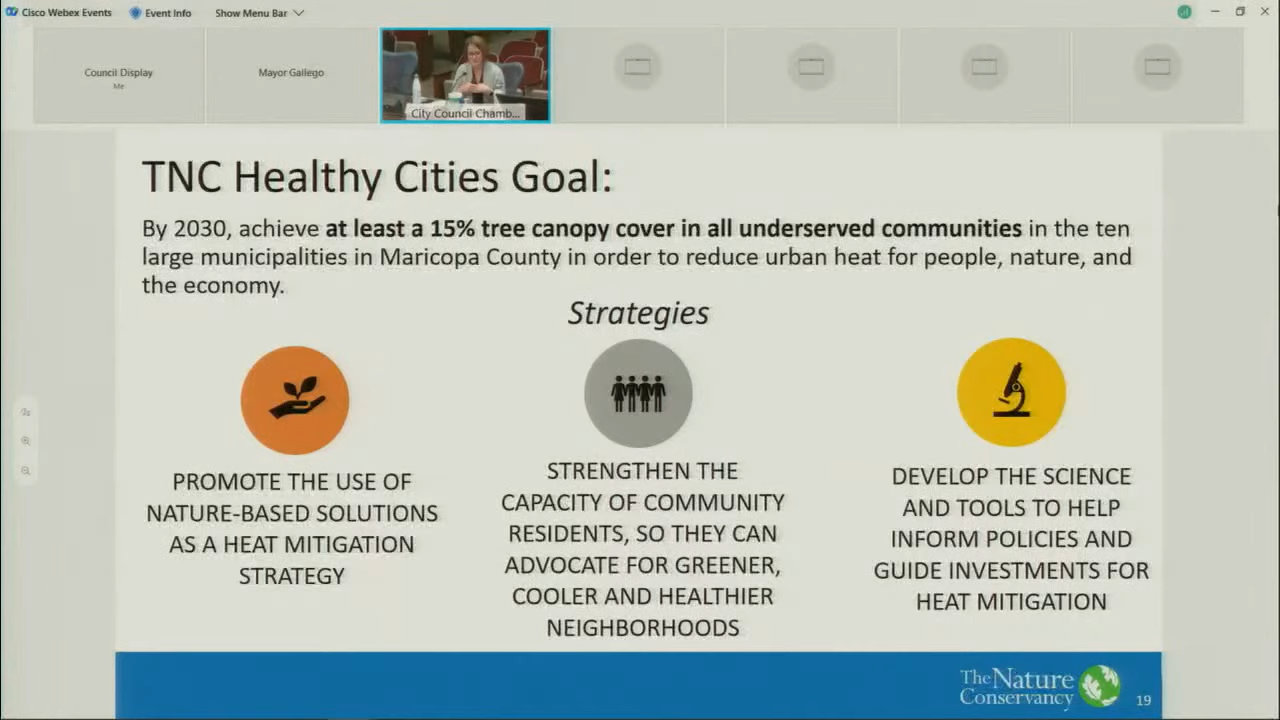 Cisco Webex Events
Event Info
Show Menu Bar
Council Display
Me
Mayor Gallego
City Council Chamb...
TNC Healthy Cities Goal:
By 2030, achieve at least a 15% tree canopy cover in all underserved communities in the ten
large municipalities in Maricopa County in order to reduce urban heat for people, nature, and
the economy.
Strategies
PROMOTE THE USE OF
NATURE-BASED SOLUTIONS
AS A HEAT MITIGATION
STRATEGY
STRENGTHEN THE
CAPACITY OF COMMUNITY
RESIDENTS, SO THEY CAN
ADVOCATE FOR GREENER,
COOLER AND HEALTHIER
NEIGHBORHOODS
DEVELOP THE SCIENCE
AND TOOLS TO HELP
INFORM POLICIES AND
GUIDE INVESTMENTS FOR
HEAT MITIGATION
The Nature
Conservancy
19